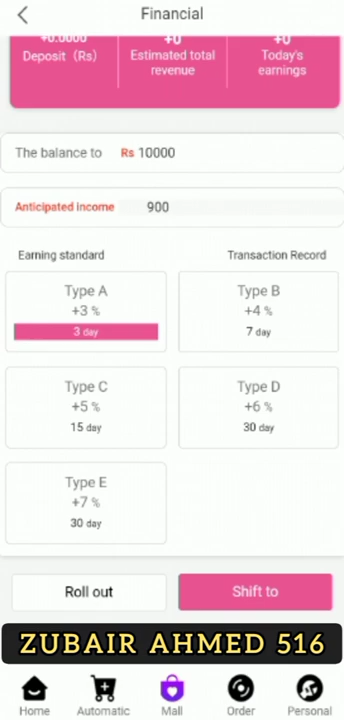 Financial
+0.0000 +0 +0
Deposit (Rs) Estimated total revenue Today's earnings
The balance to Rs 10000
Anticipated income 900
Earning standard Transaction Record
Type A
+3 %
3 day
Type B
+4 %
7 day
Type C
+5 %
15 day
Type D
+6 %
30 day
Type E
+7 %
30 day
Roll out Shift to
ZUBAIR AHMED 516
Home Automatic Mall Order Personal